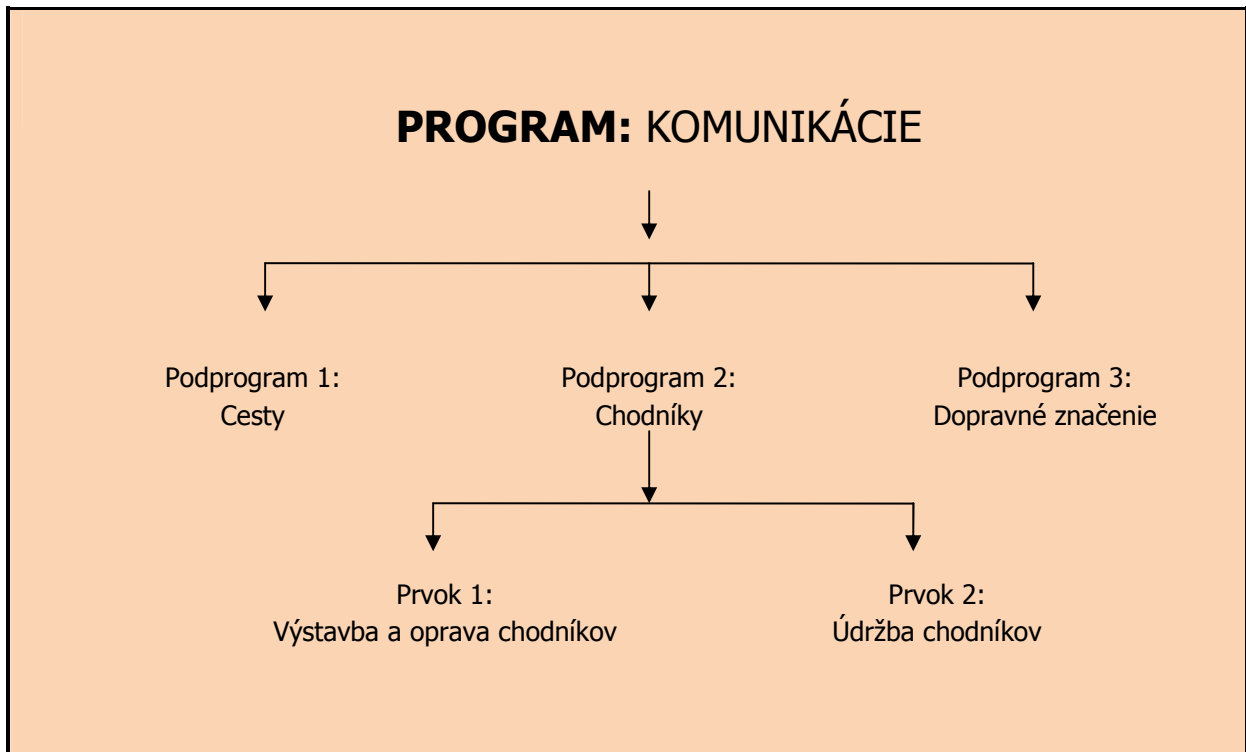 PROGRAM: KOMUNIKÁCIE
Podprogram 1:
Cesty
Podprogram 2:
Chodníky
Podprogram 3:
Dopravné značenie
Prvok 1:
Výstavba a oprava chodníkov
Prvok 2:
Údržba chodníkov